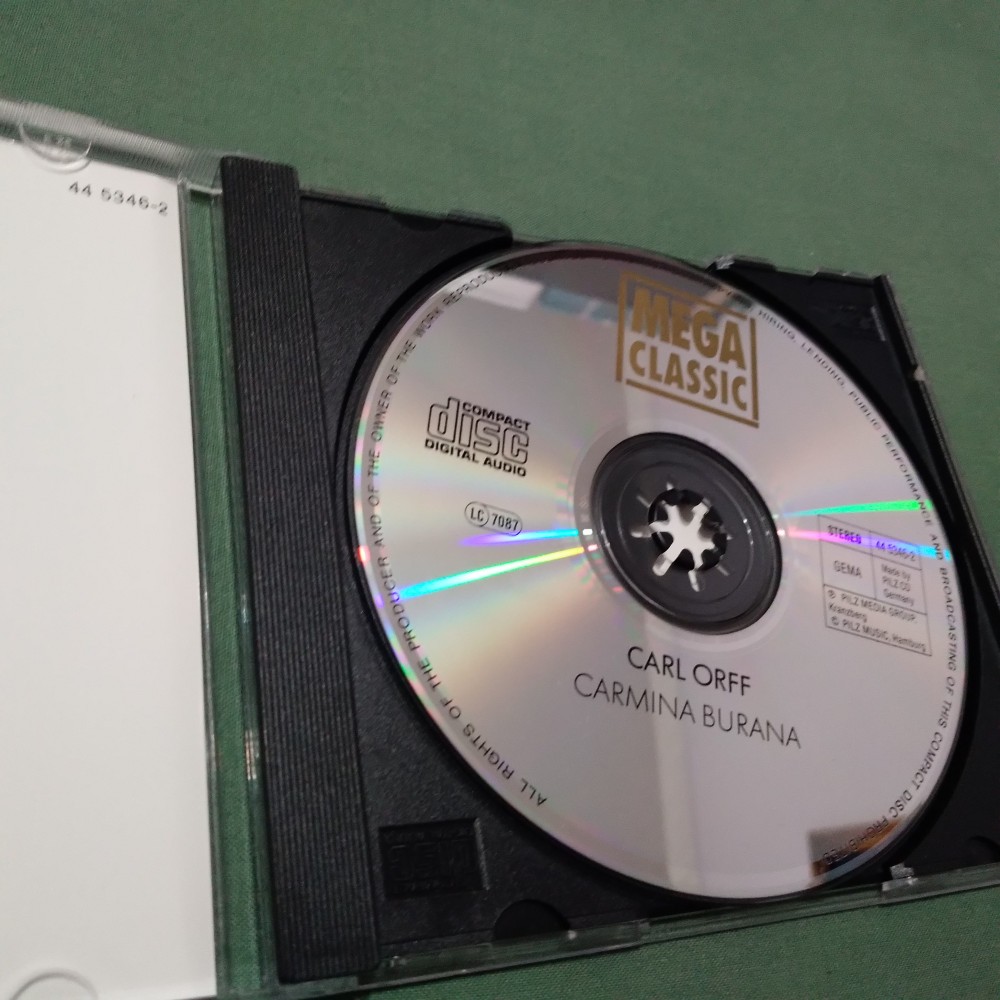 44 5346-2
MEGA
CLASSIC
COMPACT
disc
DIGITAL AUDIO
LC 7087
STEREO
44 5346-2
GEMA
Made by
PILZ CD
Germany
℗ PILZ MEDIA GROUP,
Kranzberg
© PILZ MUSIC, Hamburg
CARL ORFF
CARMINA BURANA
ALL RIGHTS OF THE PRODUCER AND OF THE OWNER OF THE WORK REPRODUC
HIRING, LENDING, PUBLIC PERFORMANCE AND BROADCASTING OF THIS COMPACT DISC PROHIBITED